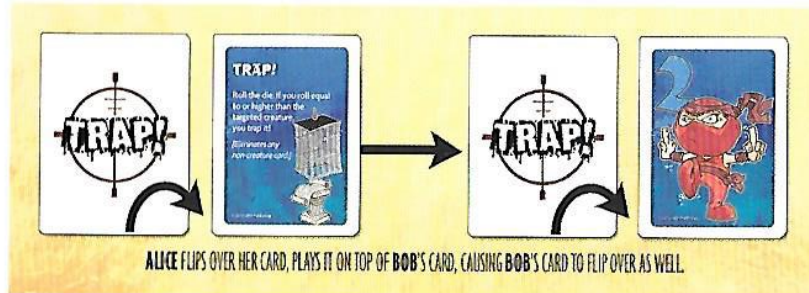 TRAP!
TRAP!
Roll the die. If you roll equal
to or higher than the
targeted creature
you trap it!
(Eliminates any
non-creature card.)
TRAP!
2
ALICE FLIPS OVER HER CARD, PLAYS IT ON TOP OF BOB'S CARD, CAUSING BOB'S CARD TO FLIP OVER AS WELL.